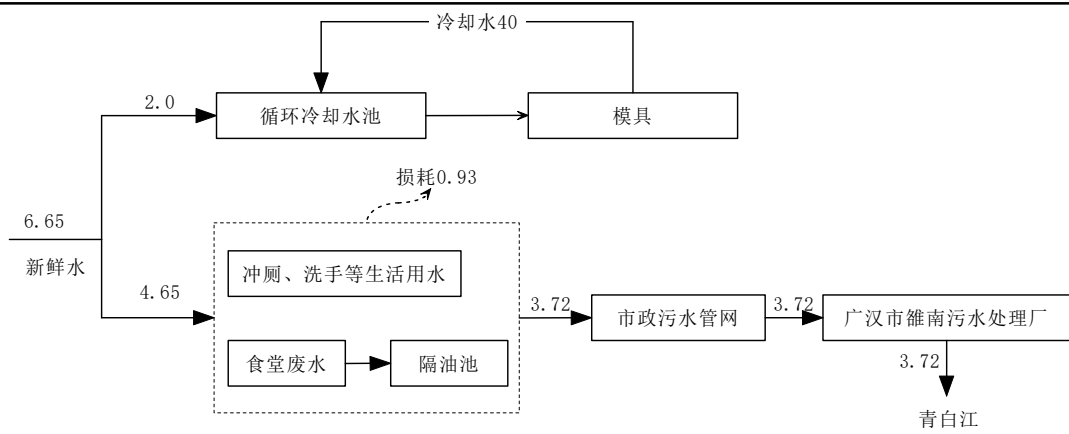 冷却水40
2.0
循环冷却水池
模具
损耗0.93
6.65
新鲜水
冲厕、洗手等生活用水
4.65
3.72
市政污水管网
3.72
广汉市雒南污水处理厂
食堂废水
隔油池
3.72
青白江